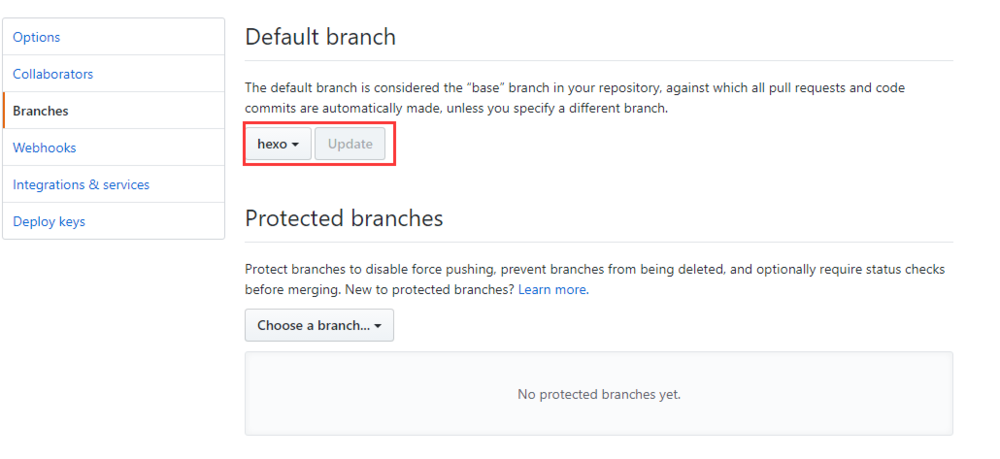 Options
Collaborators
Branches
Webhooks
Integrations & services
Deploy keys
Default branch
The default branch is considered the “base” branch in your repository, against which all pull requests and code
commits are automatically made, unless you specify a different branch.
hexo Update
Protected branches
Protect branches to disable force pushing, prevent branches from being deleted, and optionally require status checks
before merging. New to protected branches? Learn more.
Choose a branch...
No protected branches yet.